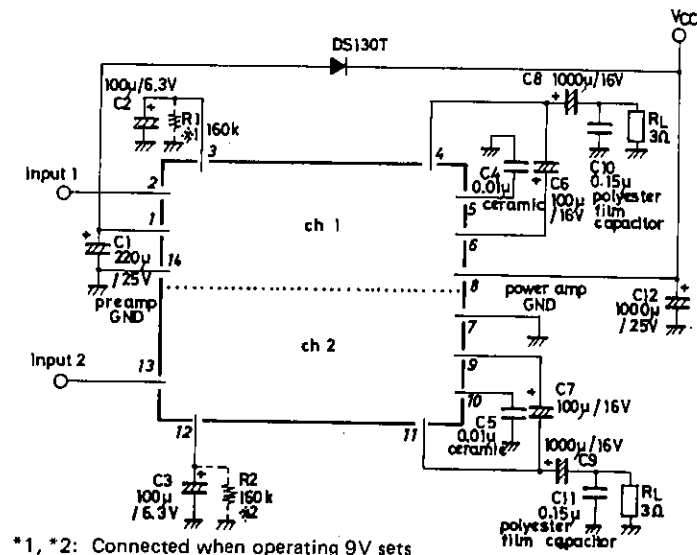 VCC
DS130T
100μ/6.3V
C2
R1
※1
160k
3
4
C8
1000μ/16V
RL
3Ω
C10
0.15μ
polyester
film
capacitor
Input 1
2
C4
0.01μ
ceramic
C6
100μ
/16V
5
1
ch 1
6
C1
220μ
/25V
14
preamp
GND
8
power amp
GND
C12
1000μ
/25V
7
ch 2
9
Input 2
13
10
C7
100μ/16V
C5
0.01μ
ceramic
12
11
1000μ/16V
C9
C3
100μ
/6.3V
R2
160k
※2
C11
0.15μ
RL
3Ω
polyester
film capacitor
*1, *2: Connected when operating 9V sets